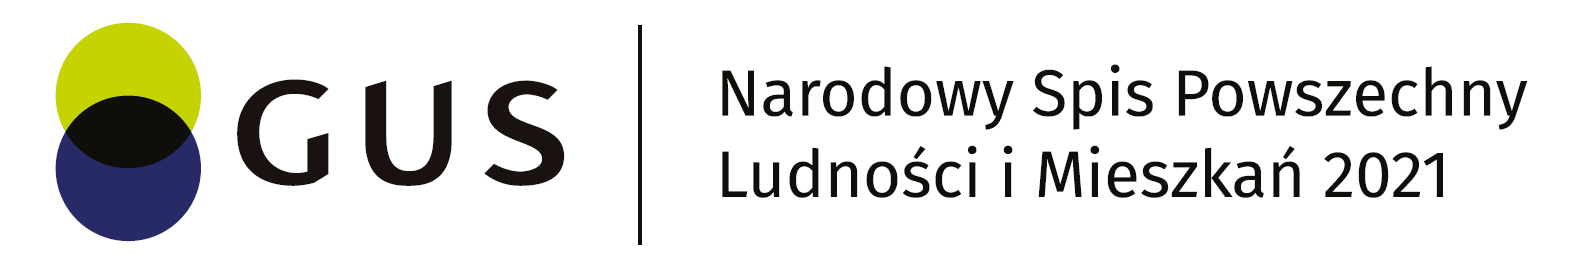 GUS
Narodowy Spis Powszechny
Ludności i Mieszkań 2021